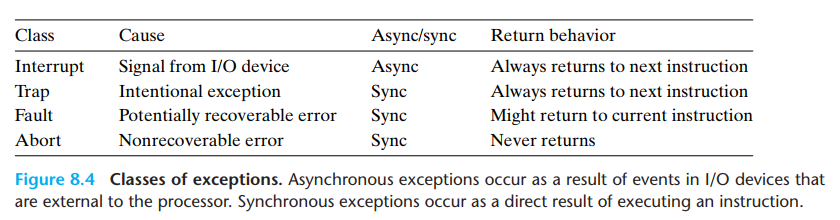 Class Cause Async/sync Return behavior
Interrupt Signal from I/O device Async Always returns to next instruction
Trap Intentional exception Sync Always returns to next instruction
Fault Potentially recoverable error Sync Might return to current instruction
Abort Nonrecoverable error Sync Never returns
Figure 8.4 Classes of exceptions. Asynchronous exceptions occur as a result of events in I/O devices that
are external to the processor. Synchronous exceptions occur as a direct result of executing an instruction.